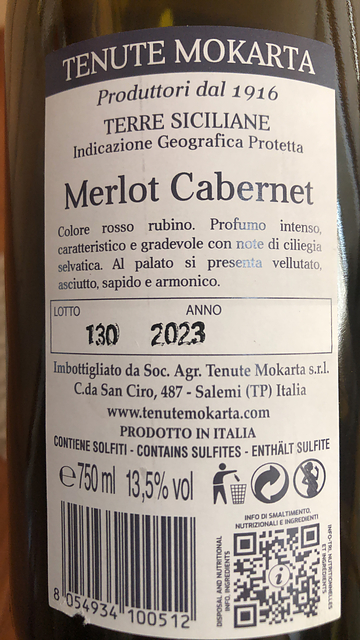 TENUTE MOKARTA
Produttori dal 1916
TERRE SICILIANE
Indicazione Geografica Protetta
Merlot Cabernet
Colore rosso rubino. Profumo intenso,
caratteristico e gradevole con note di ciliegia
selvatica. Al palato si presenta vellutato,
asciutto, sapido e armonico.
LOTTO ANNO
130 2023
Imbottigliato da Soc. Agr. Tenute Mokarta s.r.l.
C.da San Ciro, 487 - Salemi (TP) Italia
www.tenutemokarta.com
PRODOTTO IN ITALIA
CONTIENE SOLFITI - CONTAINS SULFITES - ENTHÄLT SULFITE
℮750 ml 13,5% vol
INFO DI SMALTIMENTO,
NUTRIZIONALI E INGREDIENTI
DISPOSAL AND NUTRITIONAL
INFO, INGREDIENTS
8 054934 100512